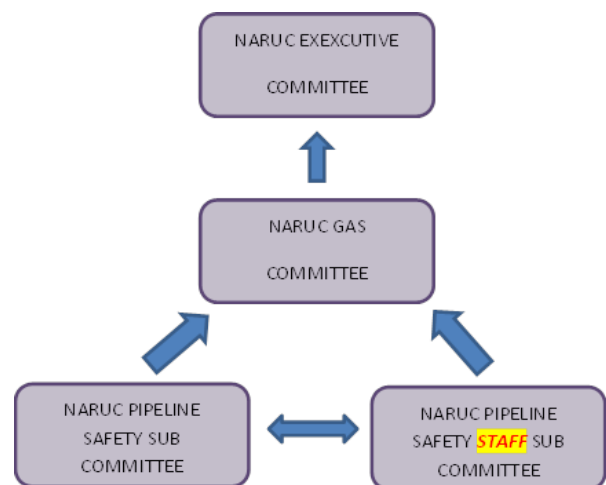 NARUC EXEXCUTIVE
COMMITTEE
NARUC GAS
COMMITTEE
NARUC PIPELINE
SAFETY SUB
COMMITTEE
NARUC PIPELINE
SAFETY STAFF SUB
COMMITTEE